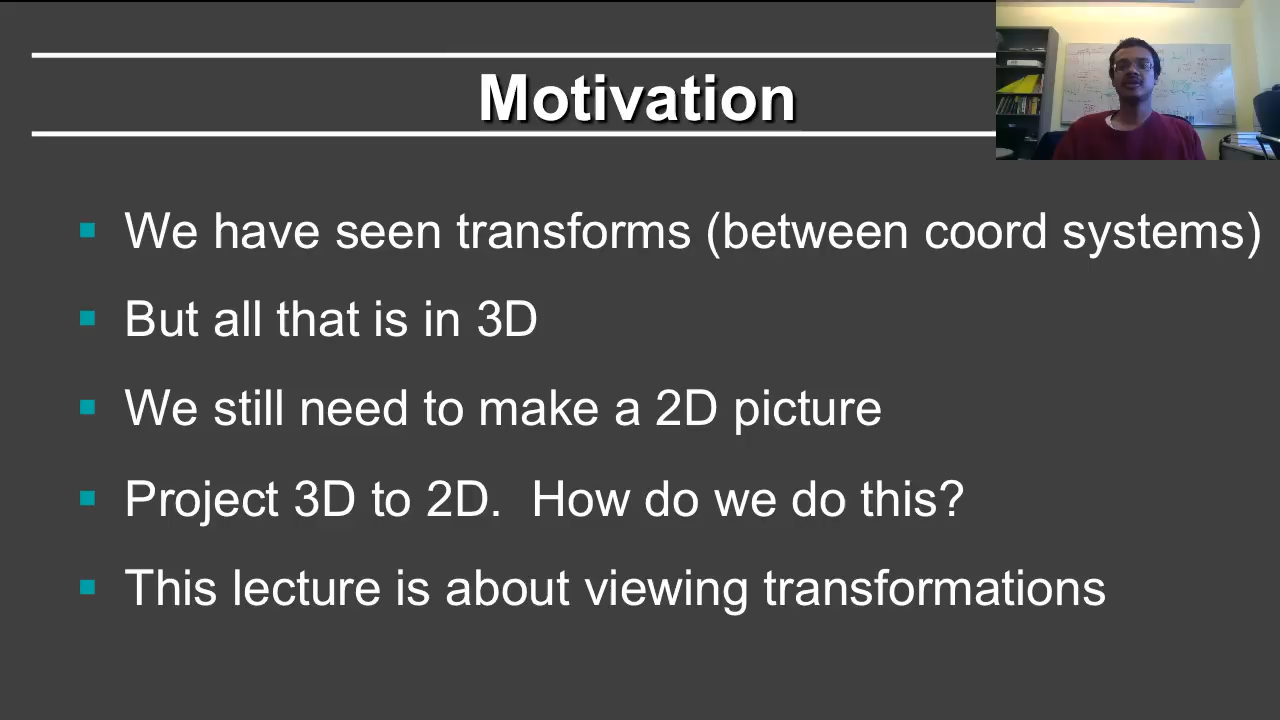 Motivation
We have seen transforms (between coord systems)
But all that is in 3D
We still need to make a 2D picture
Project 3D to 2D. How do we do this?
This lecture is about viewing transformations